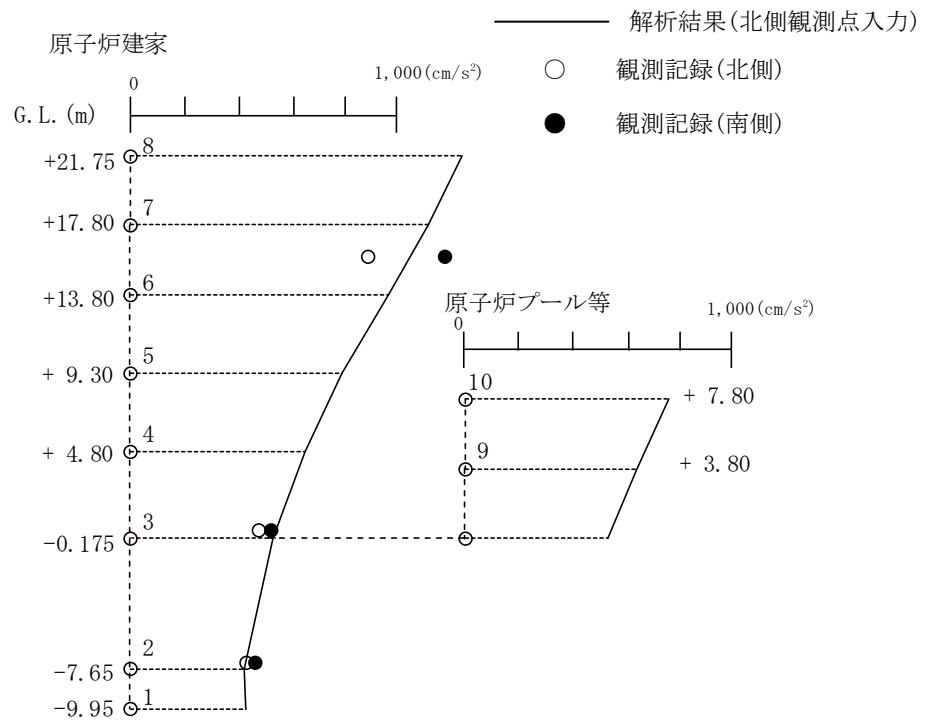 解析結果(北側観測点入力)
原子炉建家
0
1,000(cm/s²)
観測記録(北側)
G.L.(m)
観測記録(南側)
+21.75
8
+17.80
7
+13.80
6
原子炉プール等
0
1,000(cm/s²)
+ 9.30
5
10
+ 7.80
+ 4.80
4
9
+ 3.80
-0.175
3
-7.65
2
-9.95
1